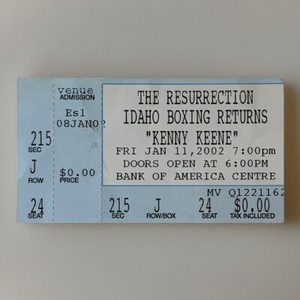 venue
ADMISSION
Es1
08JAN02
215
SEC
J
ROW
$0.00
PRICE
24
SEAT
THE RESURRECTION
IDAHO BOXING RETURNS
"KENNY KEENE"
FRI JAN 11,2002 7:00pm
DOORS OPEN at 6:00PM
BANK OF AMERICA CENTRE
MV Q1221162
215 J 24 $0.00
SEC ROW/BOX SEAT TAX INCLUDED